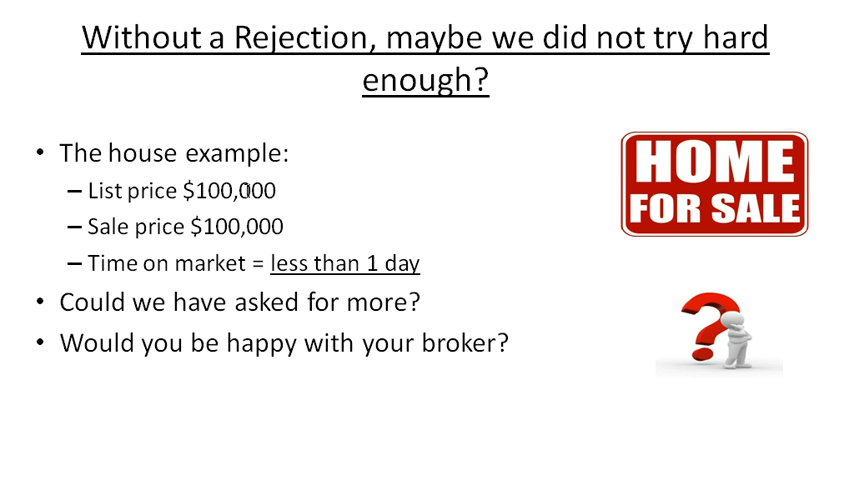 Without a Rejection, maybe we did not try hard
enough?
• The house example:
– List price $100,000
– Sale price $100,000
– Time on market = less than 1 day
• Could we have asked for more?
• Would you be happy with your broker?
HOME
FOR SALE